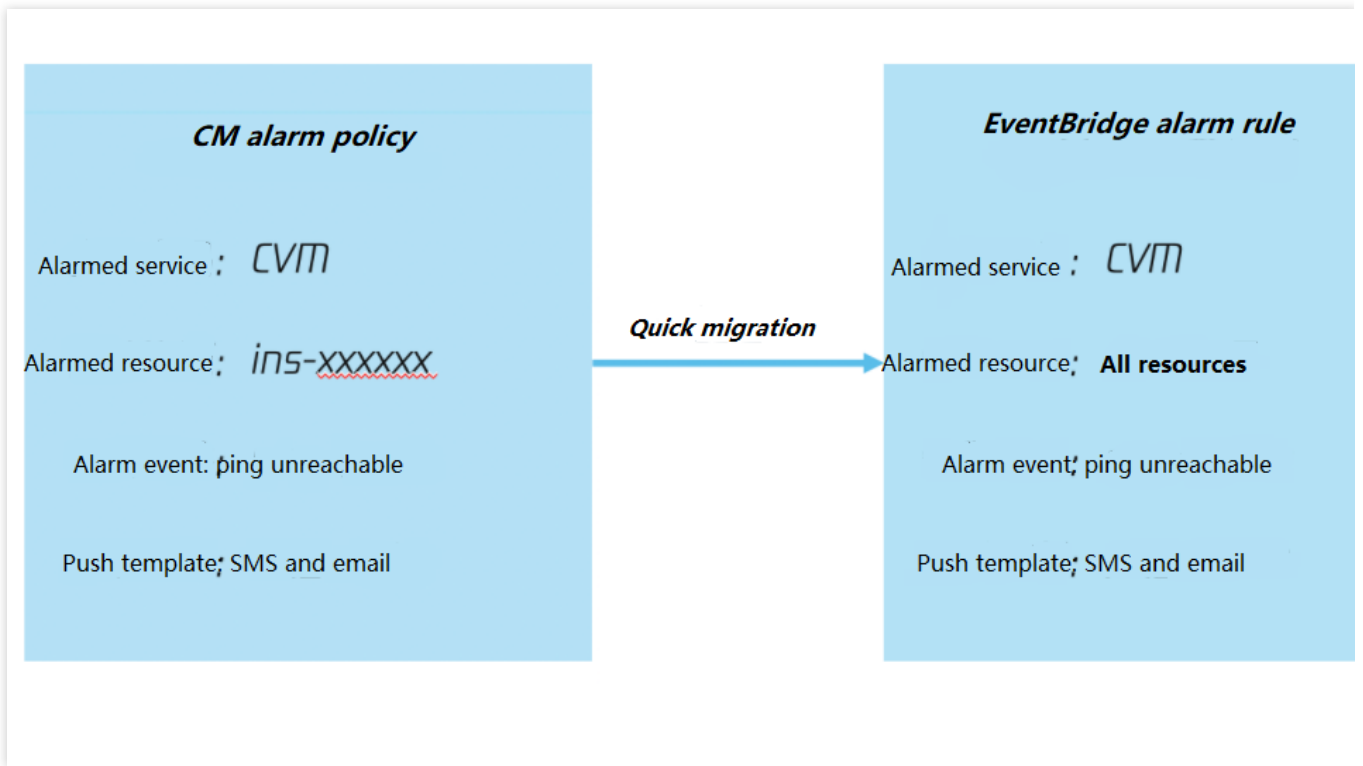 CM alarm policy
Alarmed service : CVM
Alarmed resource; ins-xxxxxx
Alarm event: ping unreachable
Push template; SMS and email
Quick migration
EventBridge alarm rule
Alarmed service : CVM
Alarmed resource; All resources
Alarm event; ping unreachable
Push template; SMS and email